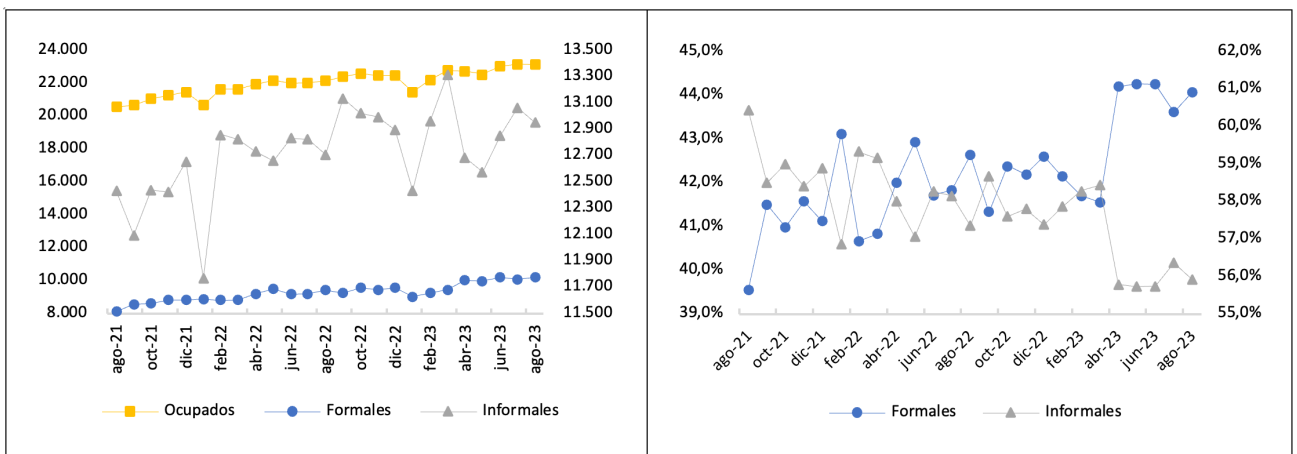 24.000
22.000
20.000
18.000
16.000
14.000
12.000
10.000
8.000
13.500
13.300
13.100
12.900
12.700
12.500
12.300
12.100
11.900
11.700
11.500
ago-21
oct-21
dic-21
feb-22
abr-22
jun-22
ago-22
oct-22
dic-22
feb-23
abr-23
jun-23
ago-23
Ocupados Formales Informales
45,0%
44,0%
43,0%
42,0%
41,0%
40,0%
39,0%
62,0%
61,0%
60,0%
59,0%
58,0%
57,0%
56,0%
55,0%
ago-21
oct-21
dic-21
feb-22
abr-22
jun-22
ago-22
oct-22
dic-22
feb-23
abr-23
jun-23
ago-23
Formales Informales